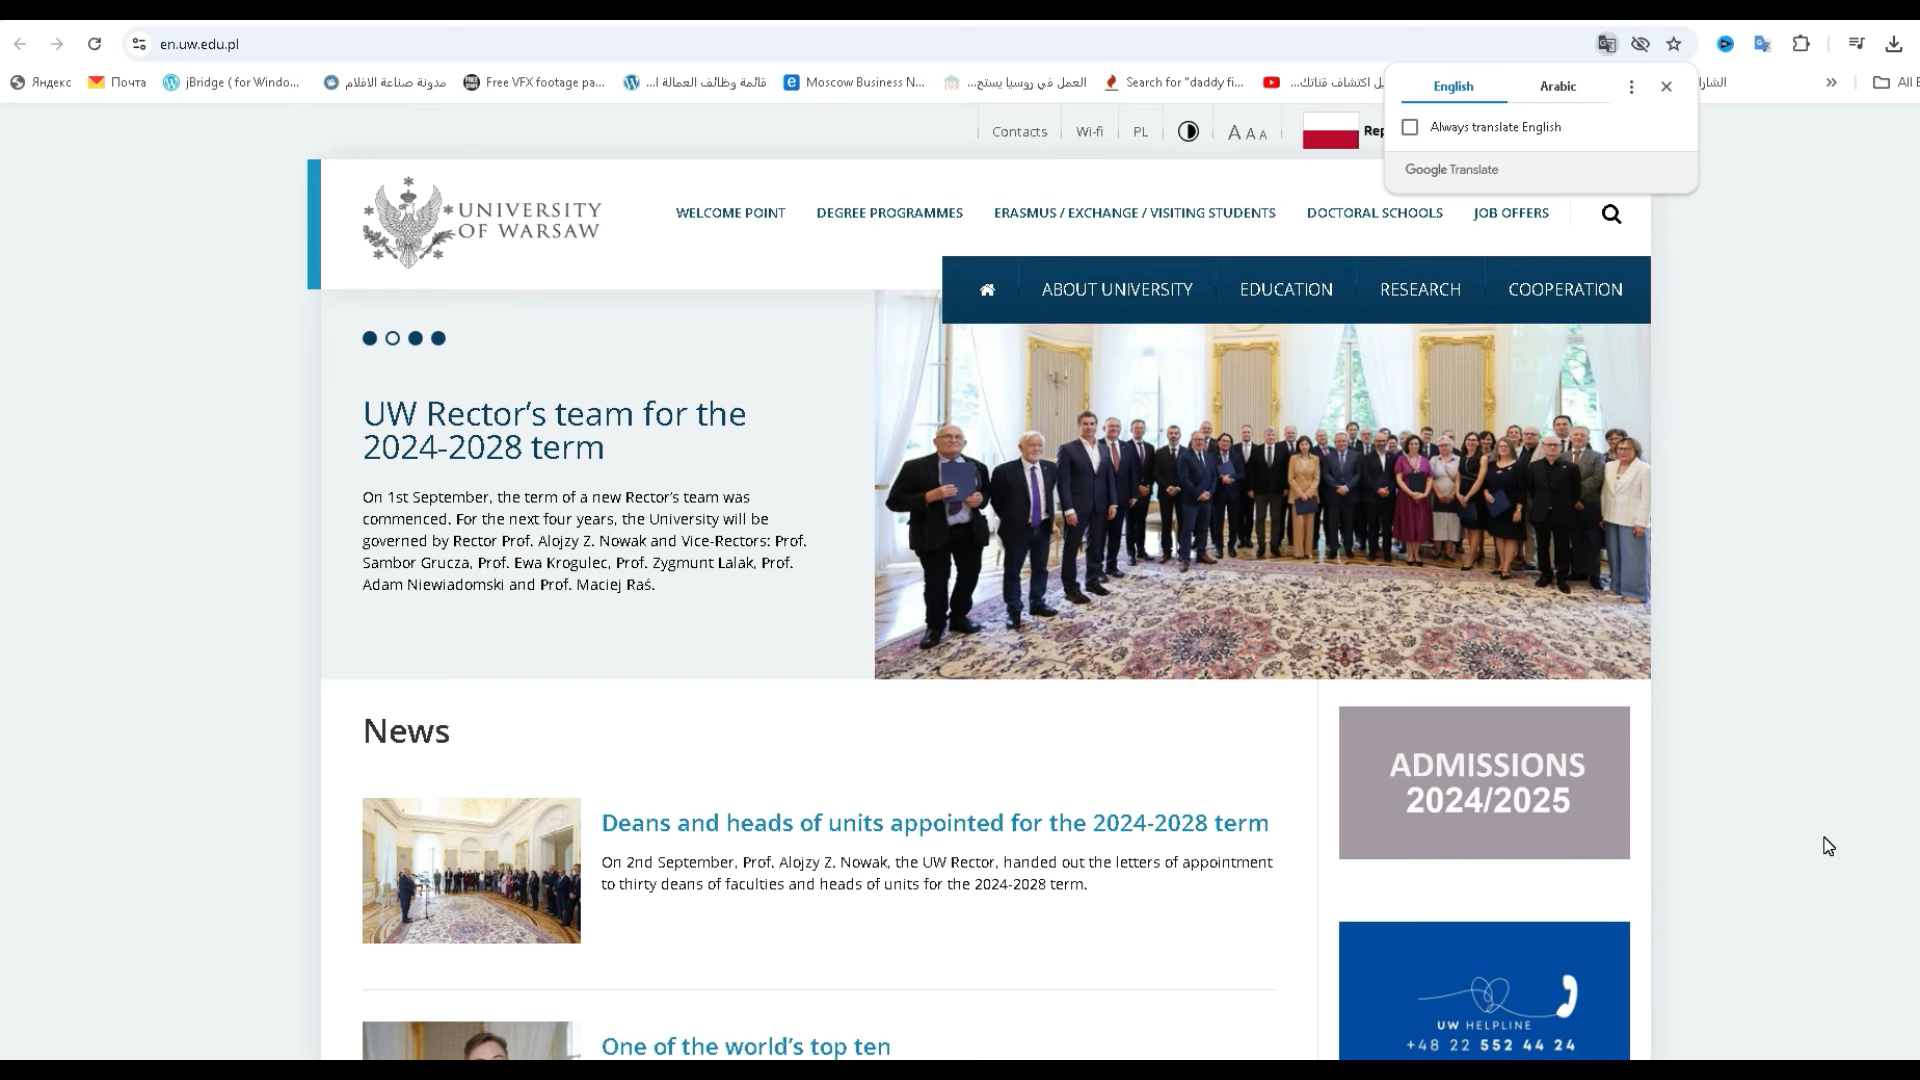 en.uw.edu.pl
Яндекс
Почта
jBridge ( for Windo...
مدونة صناعة الافلام
Free VFX footage pa...
قائمة وظائف العمالة ا...
Moscow Business N...
العمل في روسيا يستح...
Search for "daddy fi...
يل اكتشاف قناتك...
الشارا
»
All B
English
Arabic
Always translate English
Google Translate
Contacts
Wi-fi
PL
A A A
Rep
UNIVERSITY
OF WARSAW
WELCOME POINT
DEGREE PROGRAMMES
ERASMUS / EXCHANGE / VISITING STUDENTS
DOCTORAL SCHOOLS
JOB OFFERS
ABOUT UNIVERSITY
EDUCATION
RESEARCH
COOPERATION
UW Rector's team for the
2024-2028 term
On 1st September, the term of a new Rector's team was
commenced. For the next four years, the University will be
governed by Rector Prof. Alojzy Z. Nowak and Vice-Rectors: Prof.
Sambor Grucza, Prof. Ewa Krogulec, Prof. Zygmunt Lalak, Prof.
Adam Niewiadomski and Prof. Maciej Raś.
News
Deans and heads of units appointed for the 2024-2028 term
On 2nd September, Prof. Alojzy Z. Nowak, the UW Rector, handed out the letters of appointment
to thirty deans of faculties and heads of units for the 2024-2028 term.
One of the world's top ten
ADMISSIONS
2024/2025
UW HELPLINE
+48 22 552 44 24